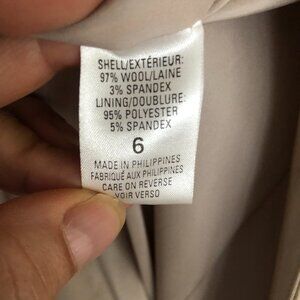 SHELL/EXTÉRIEUR:
97% WOOL/LAINE
3% SPANDEX
LINING/DOUBLURE:
95% POLYESTER
5% SPANDEX
6
MADE IN PHILIPPINES
FABRIQUÉ AUX PHILIPPINES
CARE ON REVERSE
VOIR VERSO